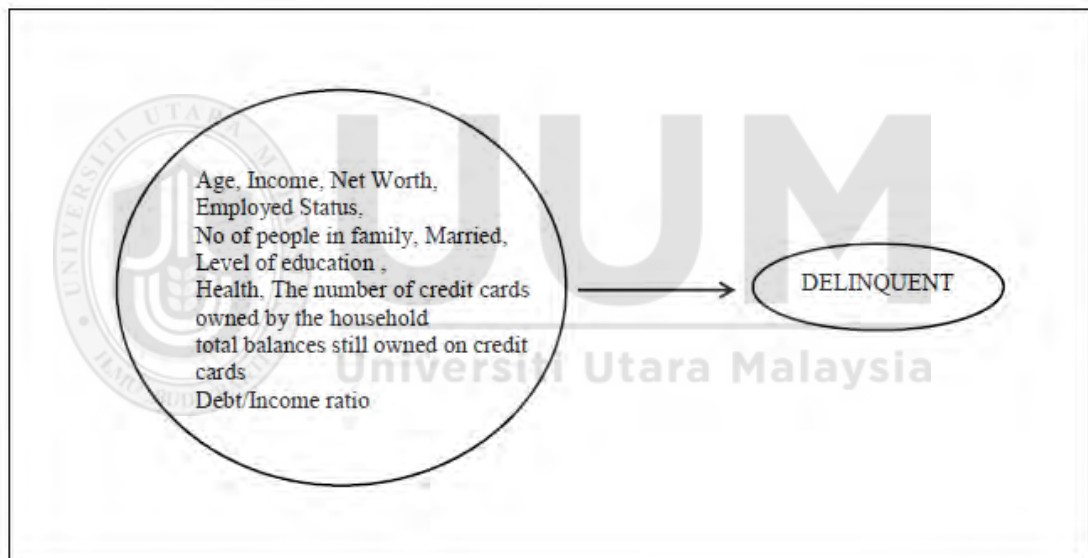 Age, Income, Net Worth,
Employed Status,
No of people in family, Married,
Level of education ,
Health, The number of credit cards
owned by the household
total balances still owned on credit
cards
Debt/Income ratio
DELINQUENT
UUM
Universiti Utara Malaysia
UNIVERSITI UTARA